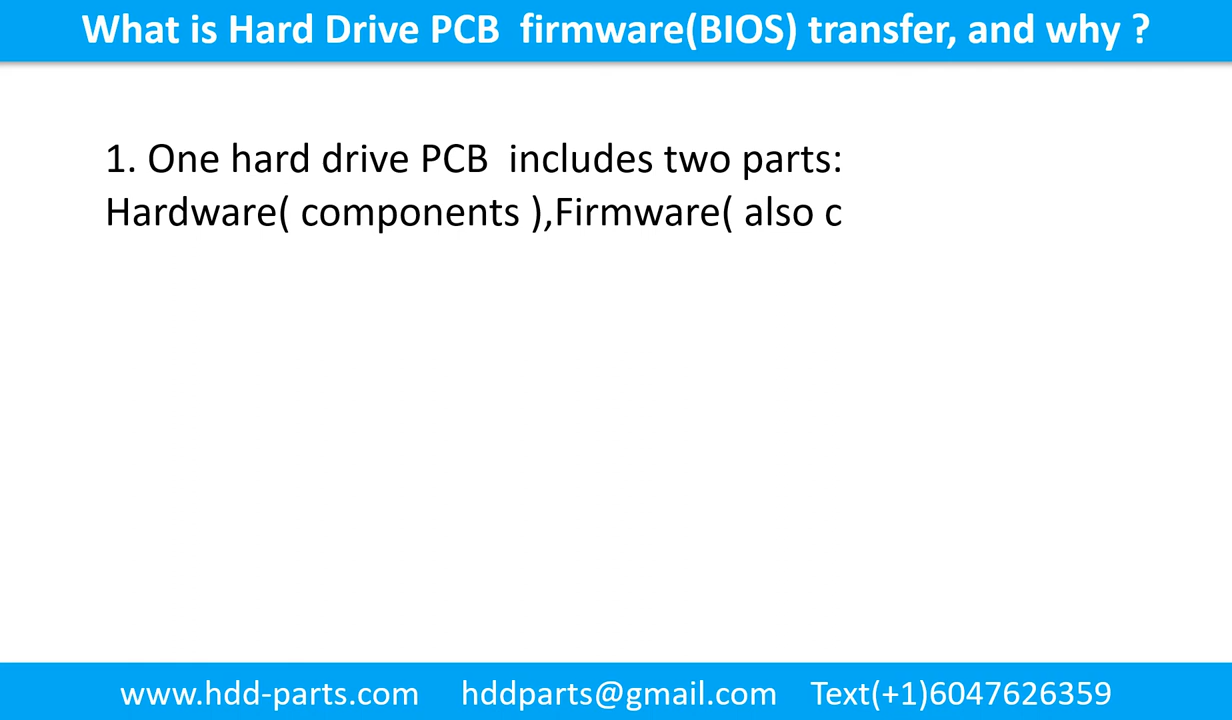 What is Hard Drive PCB  firmware(BIOS) transfer, and why ?
1. One hard drive PCB  includes two parts:
Hardware( components ),Firmware( also c
www.hdd-parts.com     hddparts@gmail.com    Text(+1)6047626359